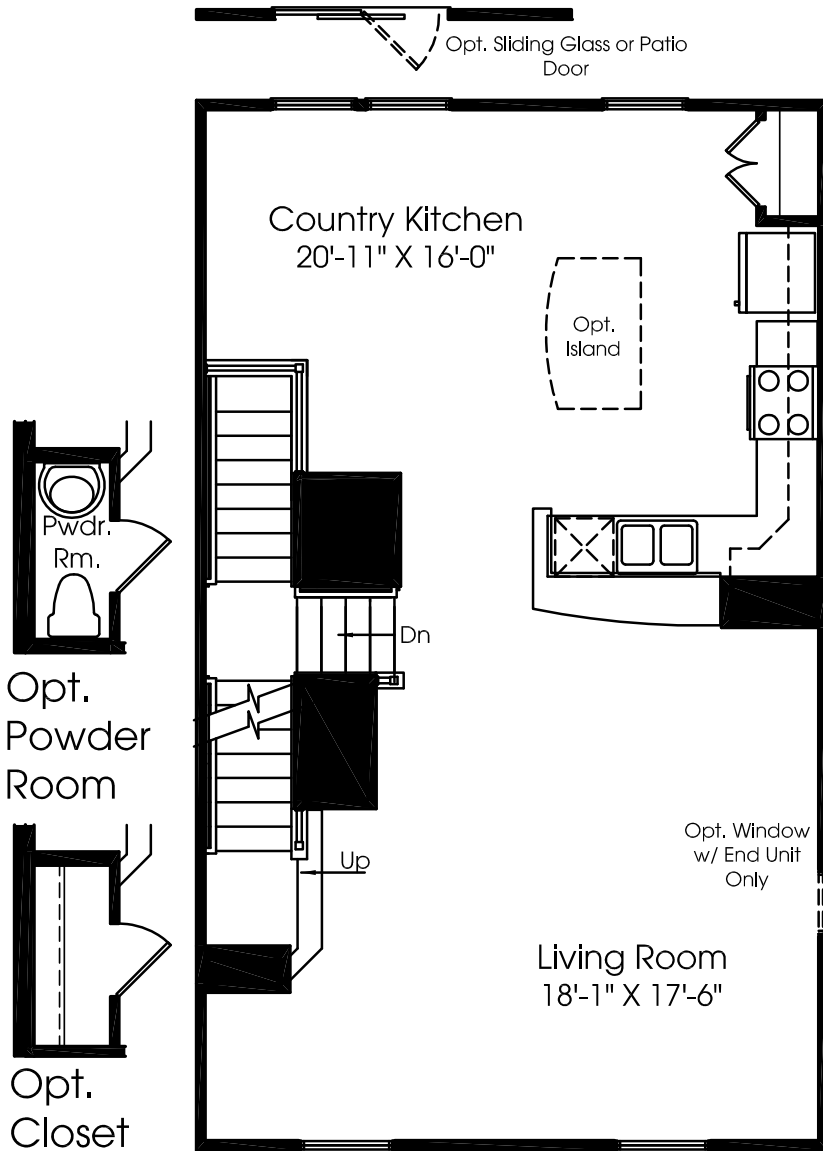 Opt. Sliding Glass or Patio
Door
Country Kitchen
20'-11" X 16'-0"
Opt.
Island
Pwdr.
Rm.
Dn
Opt.
Powder
Room
Opt. Window
w/ End Unit
Only
Up
Living Room
18'-1" X 17'-6"
Opt.
Closet